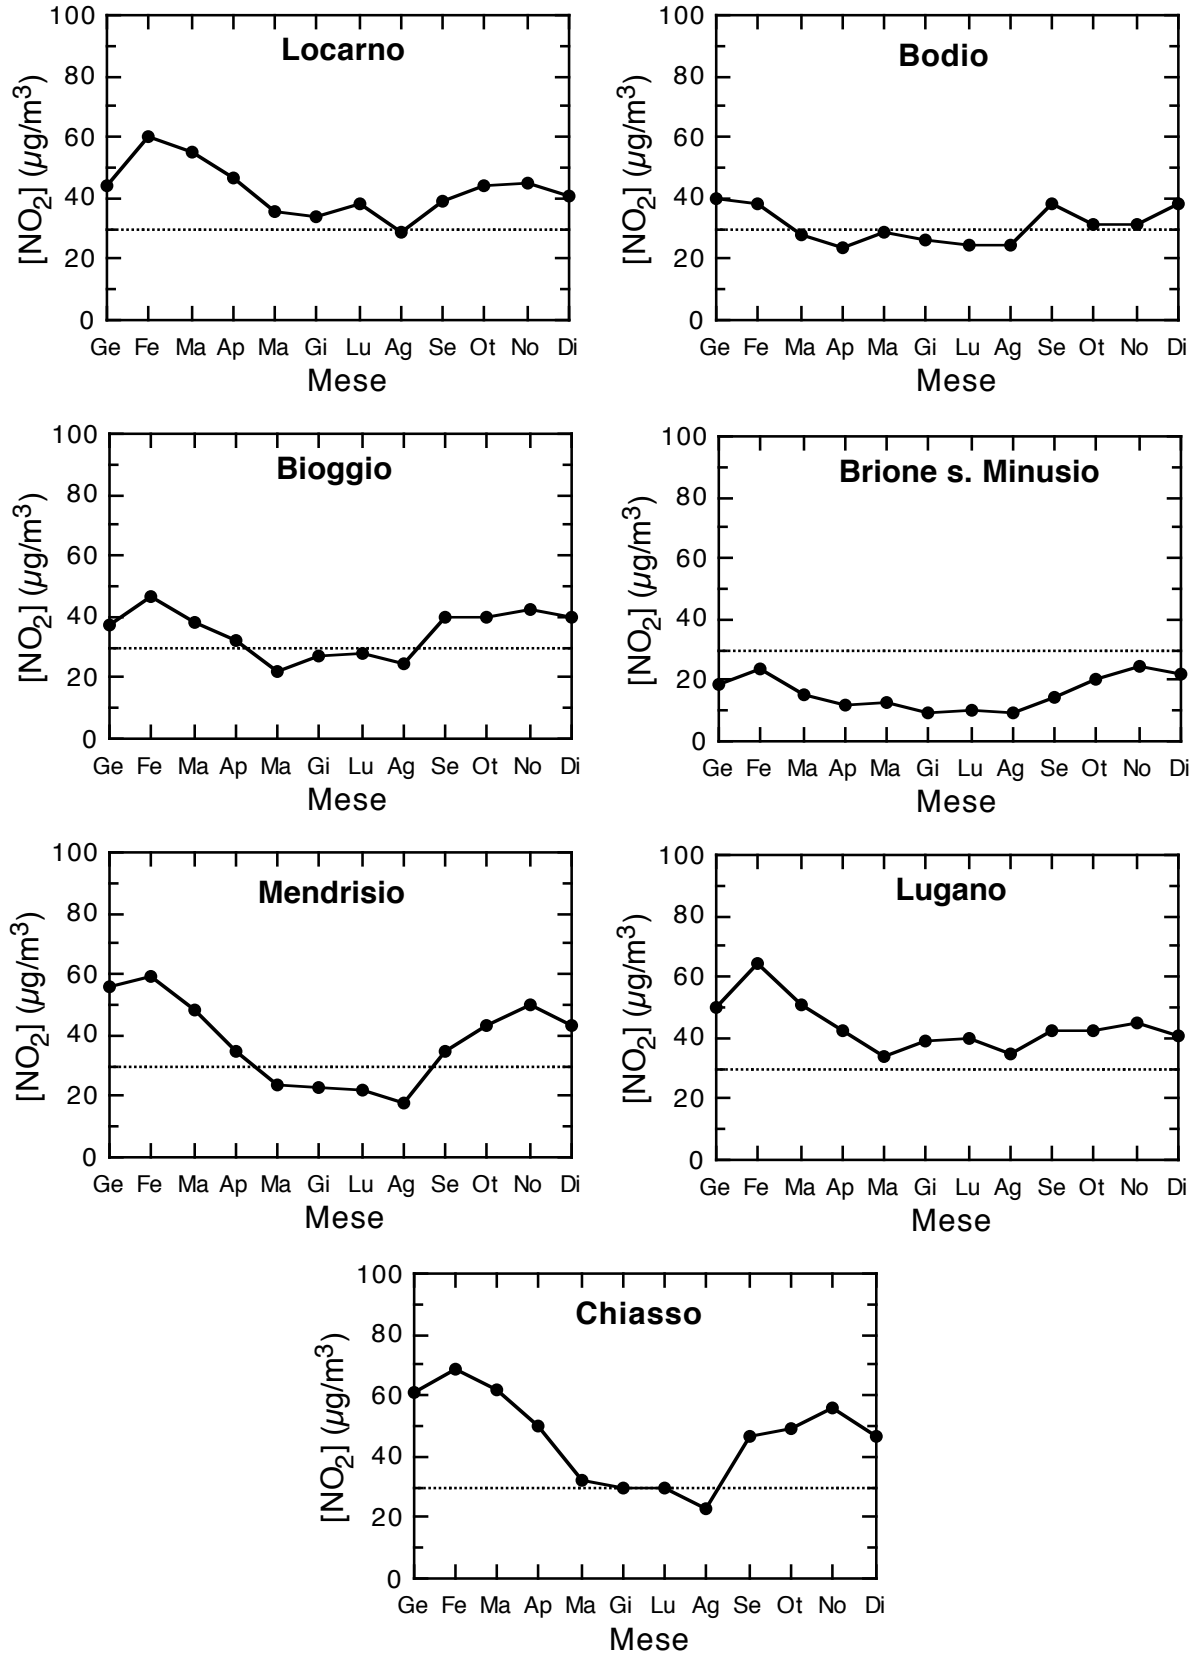 Locarno
[NO2] (µg/m3)
100
80
60
40
20
0
Ge Fe Ma Ap Ma Gi Lu Ag Se Ot No Di
Mese
Bodio
[NO2] (µg/m3)
100
80
60
40
20
0
Ge Fe Ma Ap Ma Gi Lu Ag Se Ot No Di
Mese
Bioggio
[NO2] (µg/m3)
100
80
60
40
20
0
Ge Fe Ma Ap Ma Gi Lu Ag Se Ot No Di
Mese
Brione s. Minusio
[NO2] (µg/m3)
100
80
60
40
20
0
Ge Fe Ma Ap Ma Gi Lu Ag Se Ot No Di
Mese
Mendrisio
[NO2] (µg/m3)
100
80
60
40
20
0
Ge Fe Ma Ap Ma Gi Lu Ag Se Ot No Di
Mese
Lugano
[NO2] (µg/m3)
100
80
60
40
20
0
Ge Fe Ma Ap Ma Gi Lu Ag Se Ot No Di
Mese
Chiasso
[NO2] (µg/m3)
100
80
60
40
20
0
Ge Fe Ma Ap Ma Gi Lu Ag Se Ot No Di
Mese